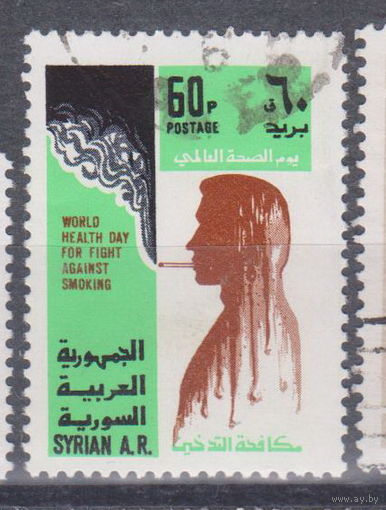 60P
POSTAGE
٦٠ ق
بريد
يوم الصحة العالمي
WORLD
HEALTH DAY
FOR FIGHT
AGAINST
SMOKING
الجمهورية
العربية
السورية
SYRIAN A.R.
مكافحة التدخين
www.ay.by